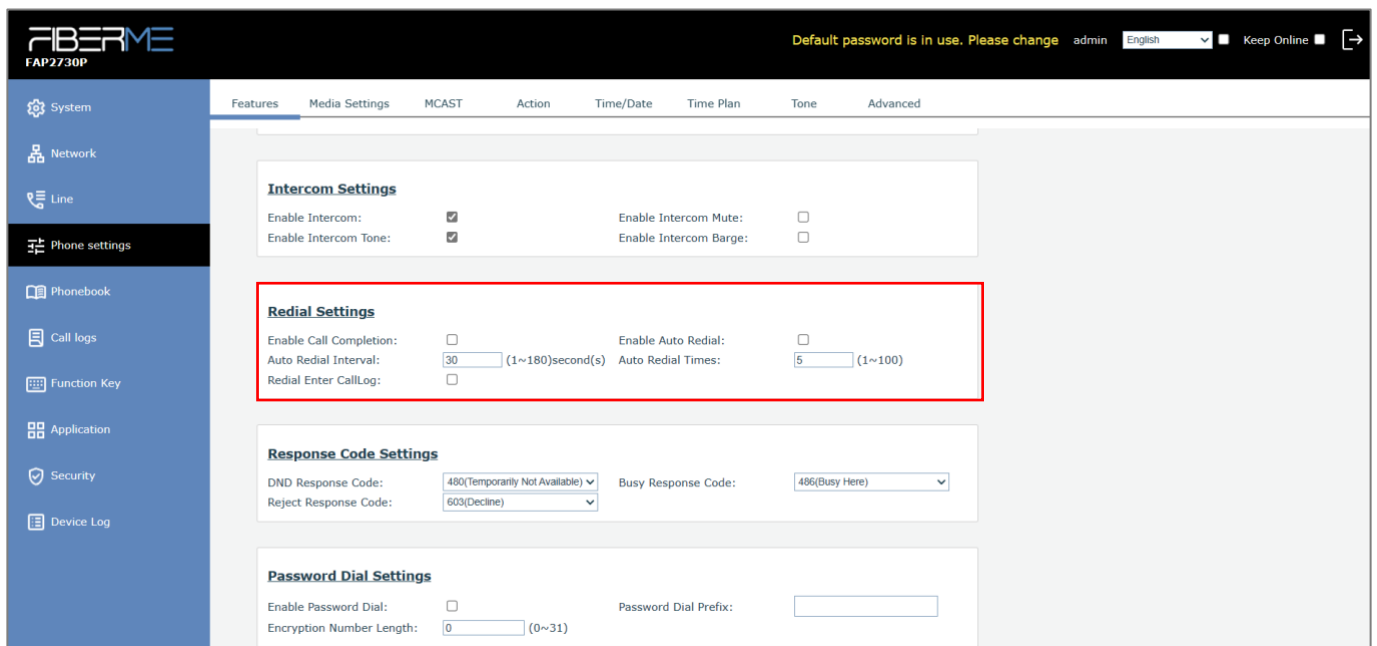 FIBERME
FAP2730P
Default password is in use. Please change admin English Keep Online
System
Network
Line
Phone settings
Phonebook
Call logs
Function Key
Application
Security
Device Log
Features Media Settings MCAST Action Time/Date Time Plan Tone Advanced
Intercom Settings
Enable Intercom: Enable Intercom Mute:
Enable Intercom Tone: Enable Intercom Barge:
Redial Settings
Enable Call Completion: Enable Auto Redial:
Auto Redial Interval: 30 (1~180)second(s) Auto Redial Times: 5 (1~100)
Redial Enter CallLog:
Response Code Settings
DND Response Code: 480(Temporarily Not Available) Busy Response Code: 486(Busy Here)
Reject Response Code: 603(Decline)
Password Dial Settings
Enable Password Dial: Password Dial Prefix:
Encryption Number Length: 0 (0~31)